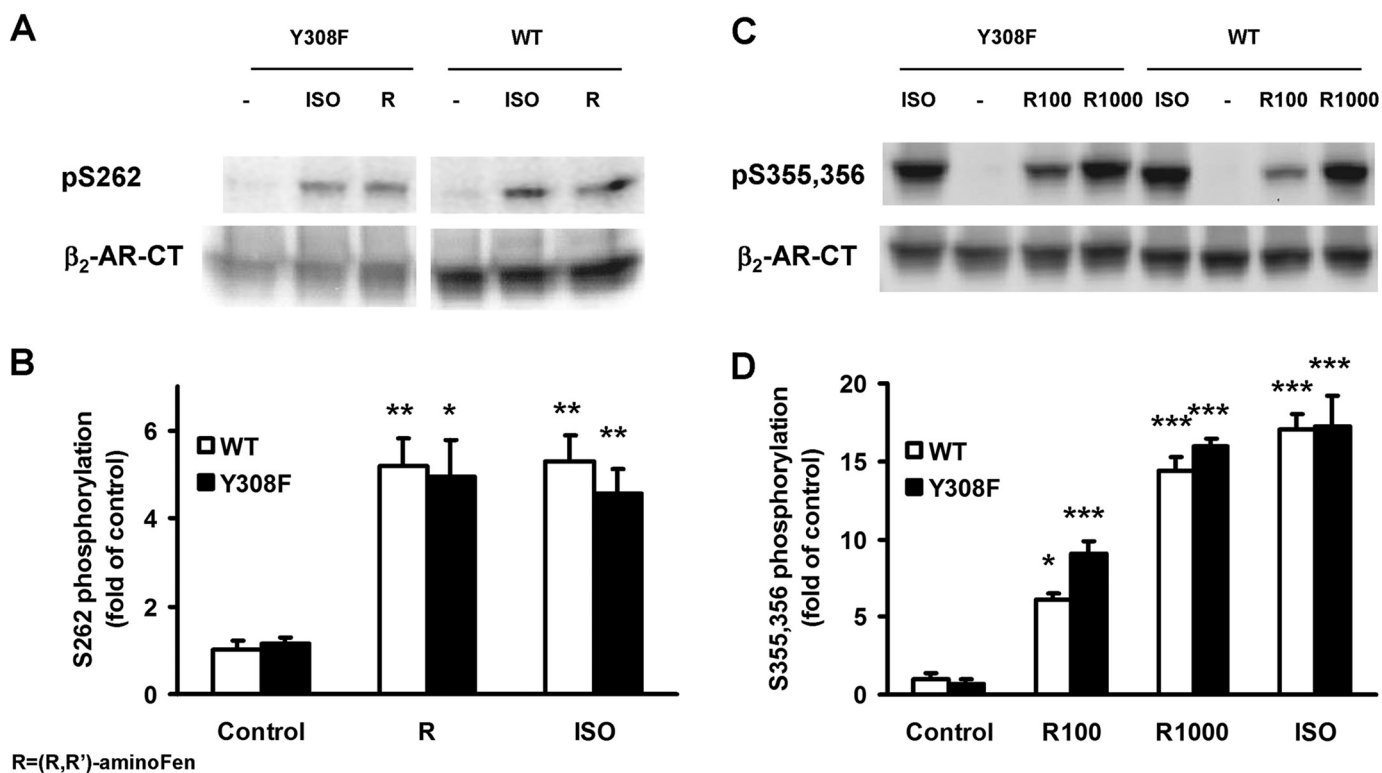 A
Y308F WT
- ISO R - ISO R
pS262
β2-AR-CT
B
S262 phosphorylation
(fold of control)
6
4
2
0
WT
Y308F
** * ** **
Control R ISO
R=(R,R')-aminoFen
C
Y308F WT
ISO - R100 R1000 ISO - R100 R1000
pS355,356
β2-AR-CT
D
S355,356 phosphorylation
(fold of control)
20
15
10
5
0
WT
Y308F
* *** *** *** *** ***
Control R100 R1000 ISO